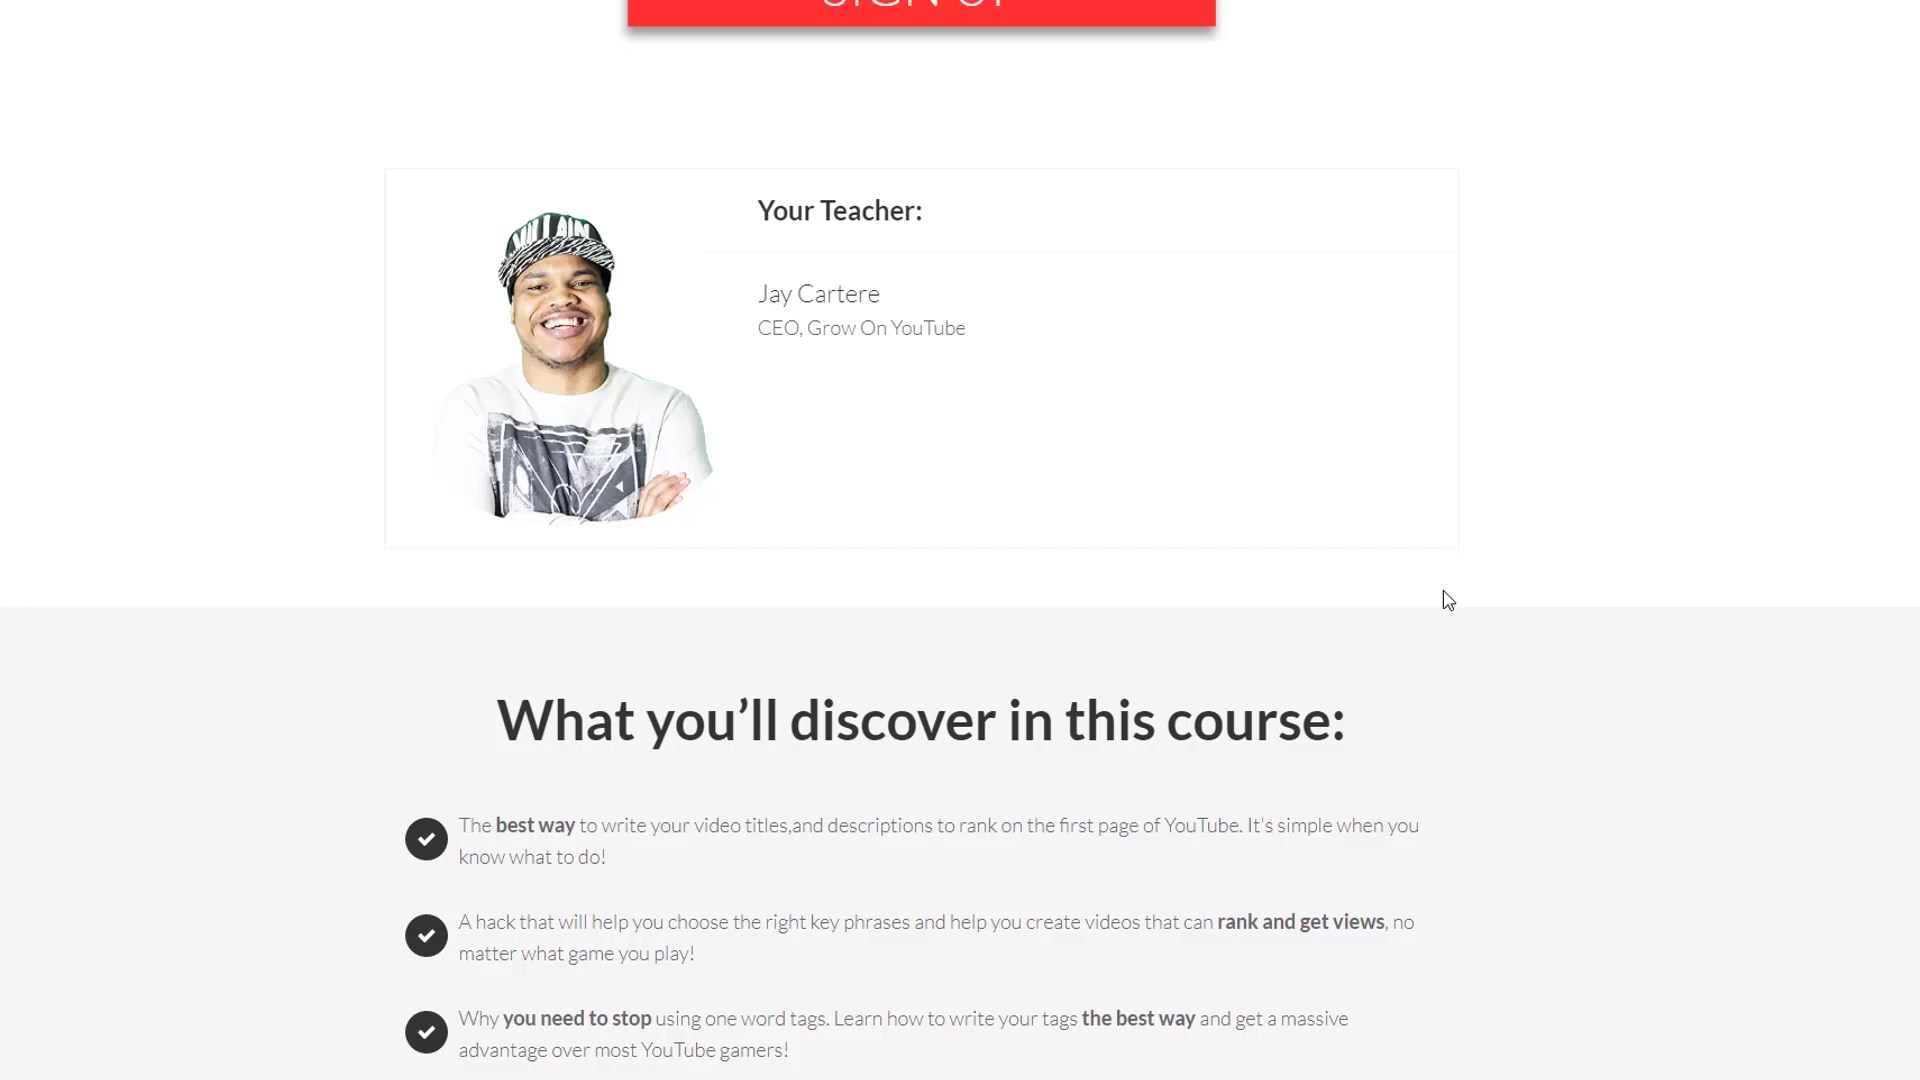 SIGN UP
Your Teacher:
Jay Cartere
CEO, Grow On YouTube
What you’ll discover in this course:
The best way to write your video titles,and descriptions to rank on the first page of YouTube. It's simple when you
know what to do!
A hack that will help you choose the right key phrases and help you create videos that can rank and get views, no
matter what game you play!
Why you need to stop using one word tags. Learn how to write your tags the best way and get a massive
advantage over most YouTube gamers!